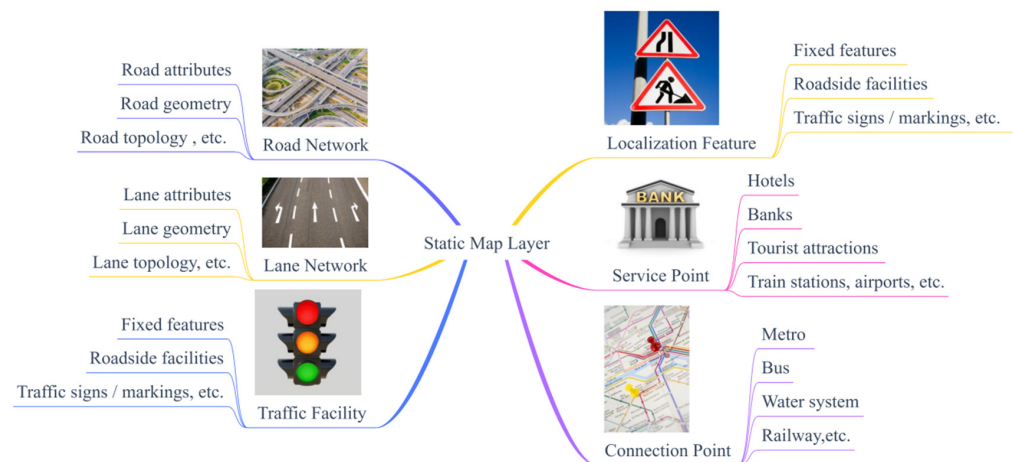 Road attributes
Road geometry
Road topology , etc.
Road Network
Lane attributes
Lane geometry
Lane topology, etc.
Lane Network
Fixed features
Roadside facilities
Traffic signs / markings, etc.
Traffic Facility
Static Map Layer
Fixed features
Roadside facilities
Traffic signs / markings, etc.
Localization Feature
BANK
Hotels
Banks
Tourist attractions
Train stations, airports, etc.
Service Point
Metro
Bus
Water system
Railway,etc.
Connection Point